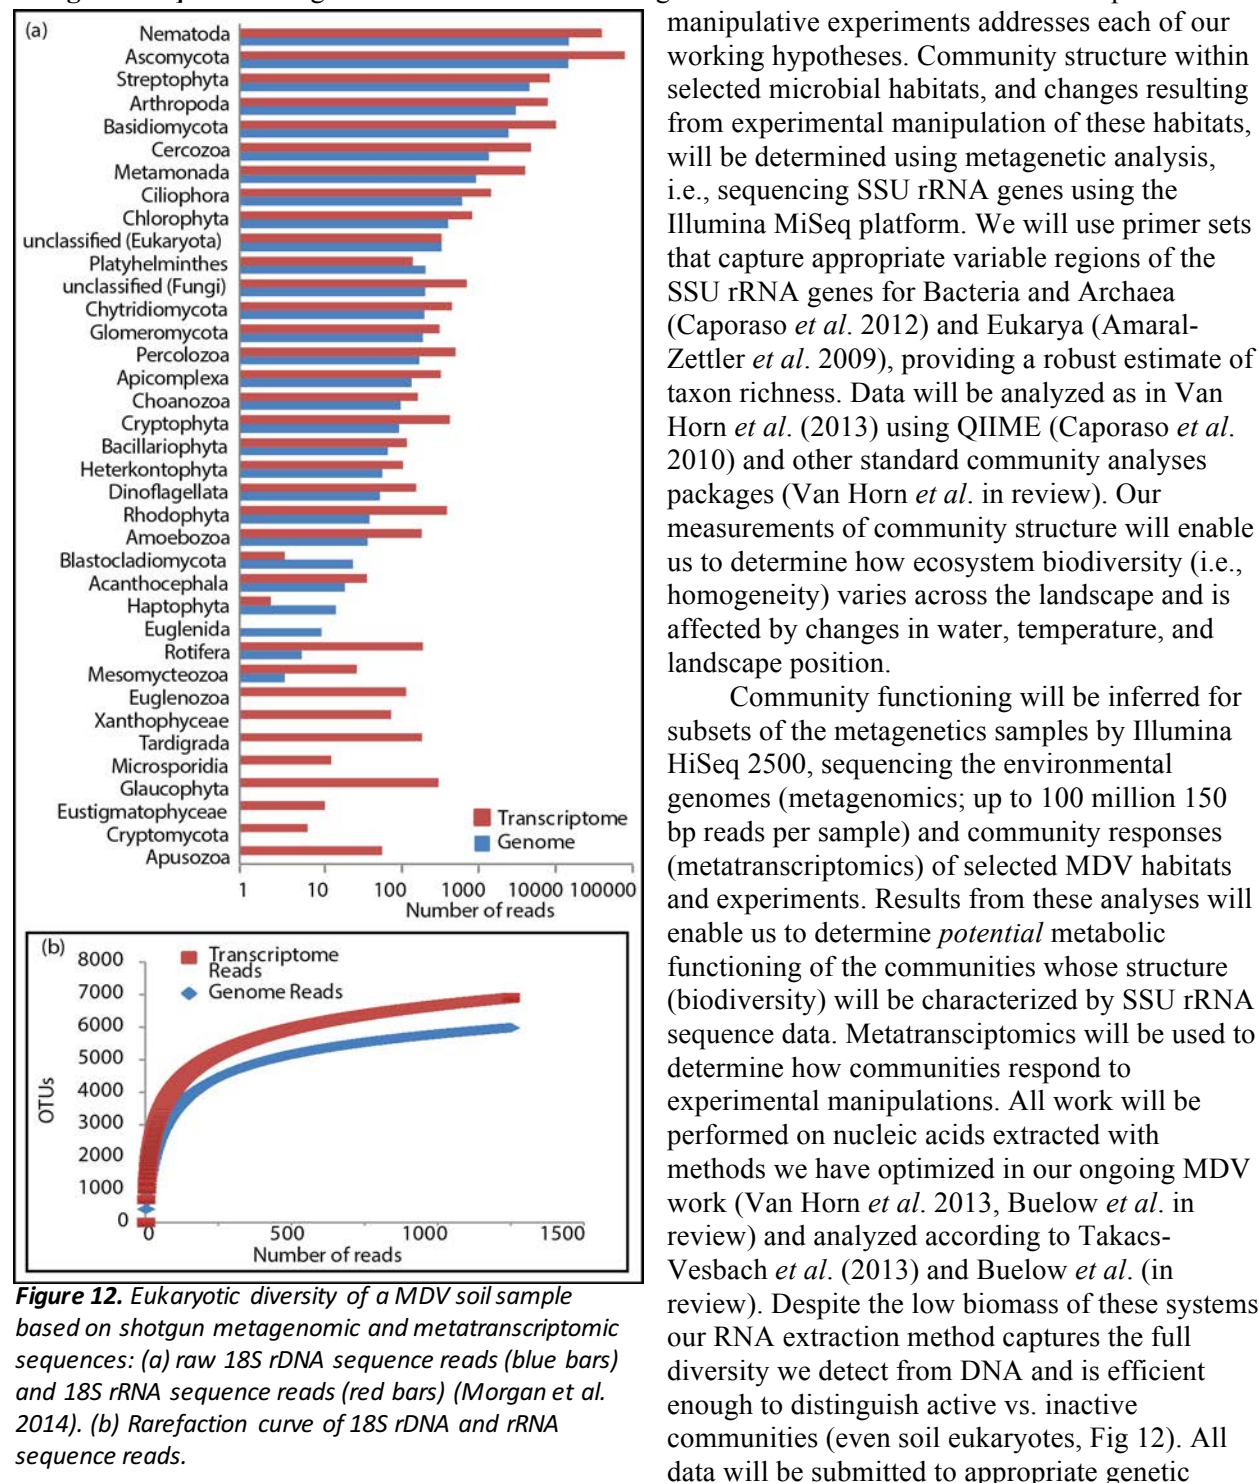 (a)
Nematoda
Ascomycota
Streptophyta
Arthropoda
Basidiomycota
Cercozoa
Metamonada
Ciliophora
Chlorophyta
unclassified (Eukaryota)
Platyhelminthes
unclassified (Fungi)
Chytridiomycota
Glomeromycota
Percolozoa
Apicomplexa
Choanozoa
Cryptophyta
Bacillariophyta
Heterkontophyta
Dinoflagellata
Rhodophyta
Amoebozoa
Blastocladiomycota
Acanthocephala
Haptophyta
Euglenida
Rotifera
Mesomycteozoa
Euglenozoa
Xanthophyceae
Tardigrada
Microsporidia
Glaucophyta
Eustigmatophyceae
Cryptomycota
Apusozoa
Transcriptome
Genome
1 10 100 1000 10000 100000
Number of reads
(b)
Transcriptome
Reads
Genome Reads
8000
7000
6000
5000
4000
3000
2000
1000
0
OTUs
0 500 1000 1500
Number of reads
Figure 12. Eukaryotic diversity of a MDV soil sample
based on shotgun metagenomic and metatranscriptomic
sequences: (a) raw 18S rDNA sequence reads (blue bars)
and 18S rRNA sequence reads (red bars) (Morgan et al.
2014). (b) Rarefaction curve of 18S rDNA and rRNA
sequence reads.
manipulative experiments addresses each of our
working hypotheses. Community structure within
selected microbial habitats, and changes resulting
from experimental manipulation of these habitats,
will be determined using metagenetic analysis,
i.e., sequencing SSU rRNA genes using the
Illumina MiSeq platform. We will use primer sets
that capture appropriate variable regions of the
SSU rRNA genes for Bacteria and Archaea
(Caporaso et al. 2012) and Eukarya (Amaral-
Zettler et al. 2009), providing a robust estimate of
taxon richness. Data will be analyzed as in Van
Horn et al. (2013) using QIIME (Caporaso et al.
2010) and other standard community analyses
packages (Van Horn et al. in review). Our
measurements of community structure will enable
us to determine how ecosystem biodiversity (i.e.,
homogeneity) varies across the landscape and is
affected by changes in water, temperature, and
landscape position.
Community functioning will be inferred for
subsets of the metagenetics samples by Illumina
HiSeq 2500, sequencing the environmental
genomes (metagenomics; up to 100 million 150
bp reads per sample) and community responses
(metatranscriptomics) of selected MDV habitats
and experiments. Results from these analyses will
enable us to determine potential metabolic
functioning of the communities whose structure
(biodiversity) will be characterized by SSU rRNA
sequence data. Metatransciptomics will be used to
determine how communities respond to
experimental manipulations. All work will be
performed on nucleic acids extracted with
methods we have optimized in our ongoing MDV
work (Van Horn et al. 2013, Buelow et al. in
review) and analyzed according to Takacs-
Vesbach et al. (2013) and Buelow et al. (in
review). Despite the low biomass of these systems
our RNA extraction method captures the full
diversity we detect from DNA and is efficient
enough to distinguish active vs. inactive
communities (even soil eukaryotes, Fig 12). All
data will be submitted to appropriate genetic